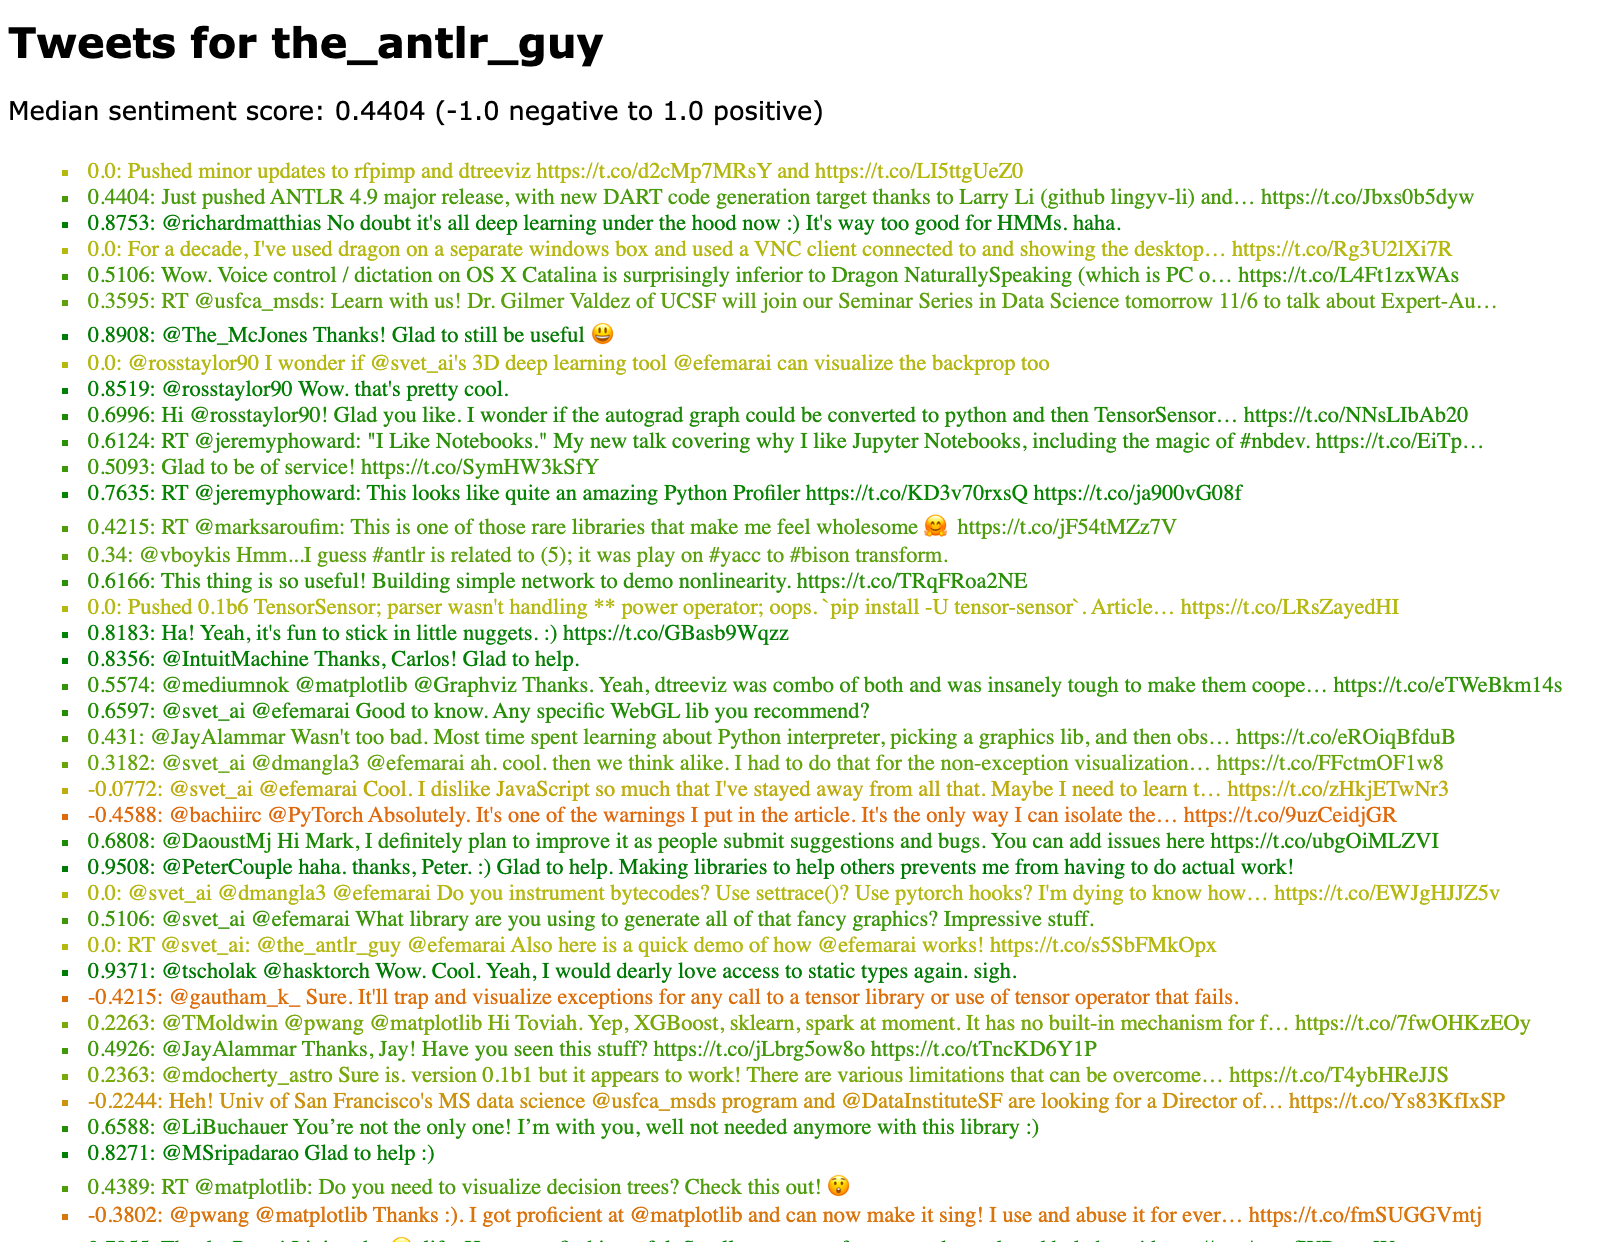 Tweets for the_antlr_guy
Median sentiment score: 0.4404 (-1.0 negative to 1.0 positive)
0.0: Pushed minor updates to rfpimp and dtreeviz https://t.co/d2cMp7MRsY and https://t.co/LI5ttgUeZ0
0.4404: Just pushed ANTLR 4.9 major release, with new DART code generation target thanks to Larry Li (github lingyv-li) and… https://t.co/Jbxs0b5dyw
0.8753: @richardmatthias No doubt it's all deep learning under the hood now :) It's way too good for HMMs. haha.
0.0: For a decade, I've used dragon on a separate windows box and used a VNC client connected to and showing the desktop… https://t.co/Rg3U2lXi7R
0.5106: Wow. Voice control / dictation on OS X Catalina is surprisingly inferior to Dragon NaturallySpeaking (which is PC o… https://t.co/L4Ft1zxWAs
0.3595: RT @usfca_msds: Learn with us! Dr. Gilmer Valdez of UCSF will join our Seminar Series in Data Science tomorrow 11/6 to talk about Expert-Au…
0.8908: @The_McJones Thanks! Glad to still be useful 😃
0.0: @rosstaylor90 I wonder if @svet_ai's 3D deep learning tool @efemarai can visualize the backprop too
0.8519: @rosstaylor90 Wow. that's pretty cool.
0.6996: Hi @rosstaylor90! Glad you like. I wonder if the autograd graph could be converted to python and then TensorSensor… https://t.co/NNsLIbAb20
0.6124: RT @jeremyphoward: "I Like Notebooks." My new talk covering why I like Jupyter Notebooks, including the magic of #nbdev. https://t.co/EiTp…
0.5093: Glad to be of service! https://t.co/SymHW3kSfY
0.7635: RT @jeremyphoward: This looks like quite an amazing Python Profiler https://t.co/KD3v70rxsQ https://t.co/ja900vG08f
0.4215: RT @marksaroufim: This is one of those rare libraries that make me feel wholesome 🤗 https://t.co/jF54tMZz7V
0.34: @vboykis Hmm...I guess #antlr is related to (5); it was play on #yacc to #bison transform.
0.6166: This thing is so useful! Building simple network to demo nonlinearity. https://t.co/TRqFRoa2NE
0.0: Pushed 0.1b6 TensorSensor; parser wasn't handling ** power operator; oops. `pip install -U tensor-sensor`. Article… https://t.co/LRsZayedHI
0.8183: Ha! Yeah, it's fun to stick in little nuggets. :) https://t.co/GBasb9Wqzz
0.8356: @IntuitMachine Thanks, Carlos! Glad to help.
0.5574: @mediumnok @matplotlib @Graphviz Thanks. Yeah, dtreeviz was combo of both and was insanely tough to make them coope… https://t.co/eTWeBkm14s
0.6597: @svet_ai @efemarai Good to know. Any specific WebGL lib you recommend?
0.431: @JayAlammar Wasn't too bad. Most time spent learning about Python interpreter, picking a graphics lib, and then obs… https://t.co/eROiqBfduB
0.3182: @svet_ai @dmangla3 @efemarai ah. cool. then we think alike. I had to do that for the non-exception visualization… https://t.co/FFctmOF1w8
-0.0772: @svet_ai @efemarai Cool. I dislike JavaScript so much that I've stayed away from all that. Maybe I need to learn t… https://t.co/zHkjETwNr3
-0.4588: @bachiirc @PyTorch Absolutely. It's one of the warnings I put in the article. It's the only way I can isolate the… https://t.co/9uzCeidjGR
0.6808: @DaoustMj Hi Mark, I definitely plan to improve it as people submit suggestions and bugs. You can add issues here https://t.co/ubgOiMLZVI
0.9508: @PeterCouple haha. thanks, Peter. :) Glad to help. Making libraries to help others prevents me from having to do actual work!
0.0: @svet_ai @dmangla3 @efemarai Do you instrument bytecodes? Use settrace()? Use pytorch hooks? I'm dying to know how… https://t.co/EWJgHJJZ5v
0.5106: @svet_ai @efemarai What library are you using to generate all of that fancy graphics? Impressive stuff.
0.0: RT @svet_ai: @the_antlr_guy @efemarai Also here is a quick demo of how @efemarai works! https://t.co/s5SbFMkOpx
0.9371: @tscholak @hasktorch Wow. Cool. Yeah, I would dearly love access to static types again. sigh.
-0.4215: @gautham_k_ Sure. It'll trap and visualize exceptions for any call to a tensor library or use of tensor operator that fails.
0.2263: @TMoldwin @pwang @matplotlib Hi Toviah. Yep, XGBoost, sklearn, spark at moment. It has no built-in mechanism for f… https://t.co/7fwOHKzEOy
0.4926: @JayAlammar Thanks, Jay! Have you seen this stuff? https://t.co/jLbrg5ow8o https://t.co/tTncKD6Y1P
0.2363: @mdocherty_astro Sure is. version 0.1b1 but it appears to work! There are various limitations that can be overcome… https://t.co/T4ybHReJJS
-0.2244: Heh! Univ of San Francisco's MS data science @usfca_msds program and @DataInstituteSF are looking for a Director of… https://t.co/Ys83KfIxSP
0.6588: @LiBuchauer You’re not the only one! I’m with you, well not needed anymore with this library :)
0.8271: @MSripadarao Glad to help :)
0.4389: RT @matplotlib: Do you need to visualize decision trees? Check this out! 😲
-0.3802: @pwang @matplotlib Thanks :). I got proficient at @matplotlib and can now make it sing! I use and abuse it for ever… https://t.co/fmSUGGVmtj